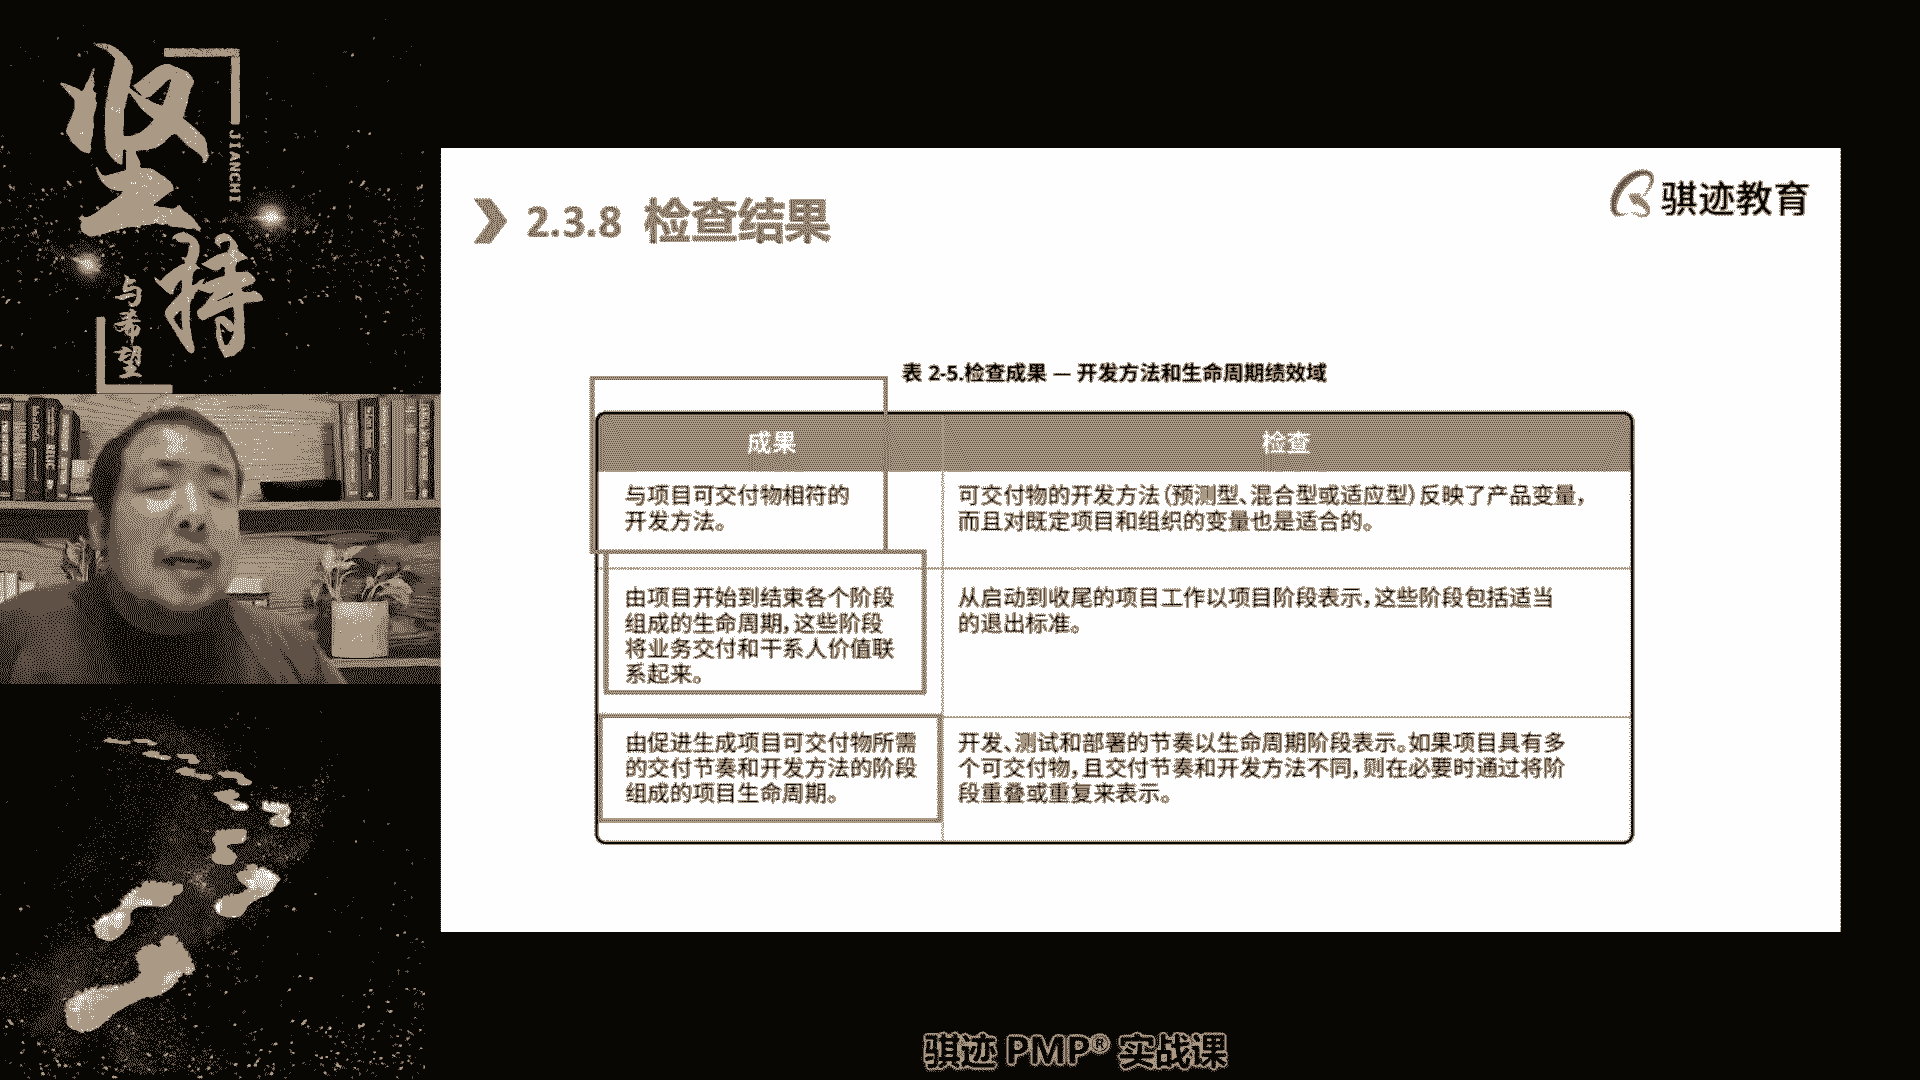 坚持
JIANCHI
与希望
2.3.8 检查结果
骐迹教育
表 2-5.检查成果 — 开发方法和生命周期绩效域
成果
检查
与项目可交付物相符的
开发方法。
可交付物的开发方法(预测型、混合型或适应型)反映了产品变量,
而且对既定项目和组织的变量也是适合的。
由项目开始到结束各个阶段
组成的生命周期,这些阶段
将业务交付和干系人价值联
系起来。
从启动到收尾的项目工作以项目阶段表示,这些阶段包括适当
的退出标准。
由促进生成项目可交付物所需
的交付节奏和开发方法的阶段
组成的项目生命周期。
开发、测试和部署的节奏以生命周期阶段表示。如果项目具有多
个可交付物,且交付节奏和开发方法不同,则在必要时通过将阶
段重叠或重复来表示。
骐迹 PMP® 实战课